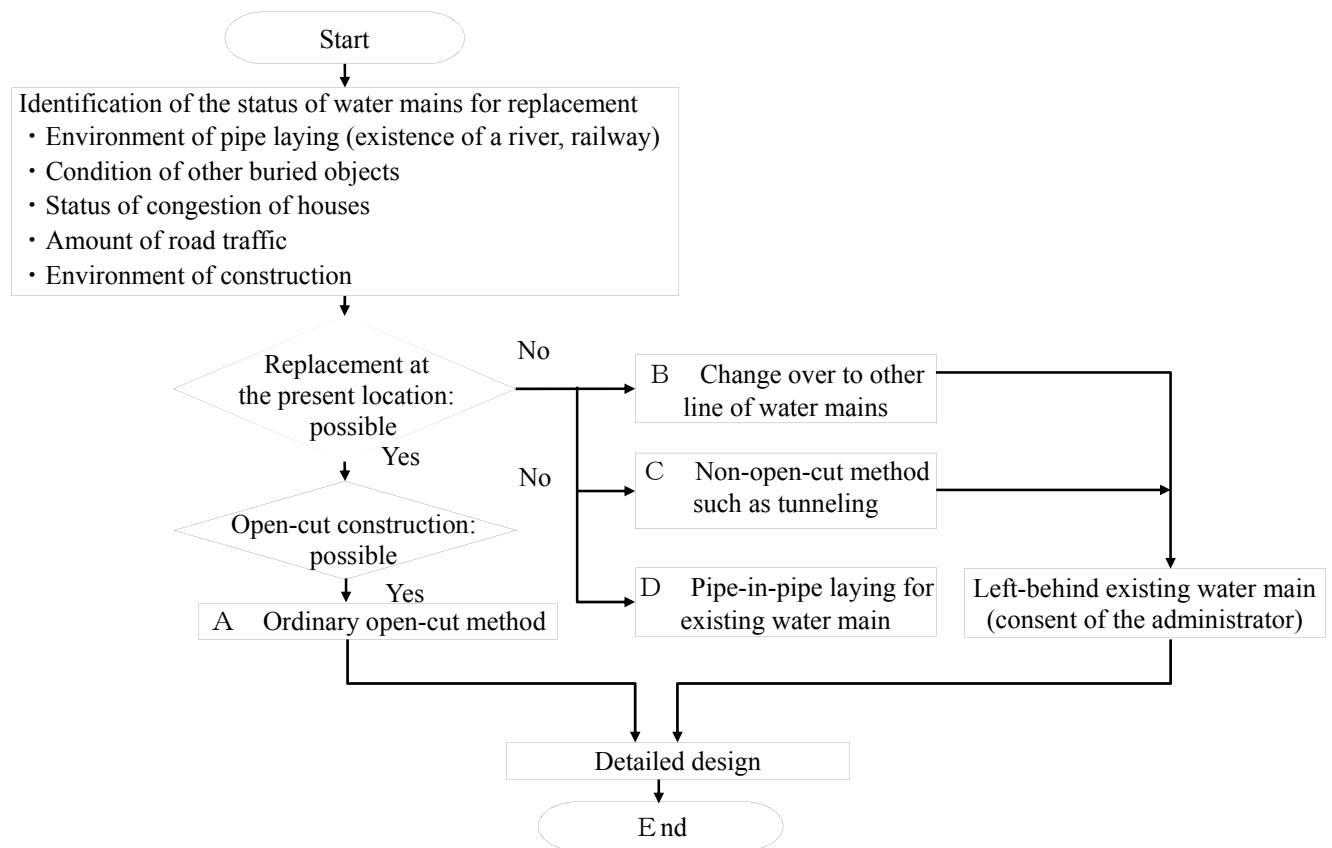 Start
Identification of the status of water mains for replacement
・Environment of pipe laying (existence of a river, railway)
・Condition of other buried objects
・Status of congestion of houses
・Amount of road traffic
・Environment of construction
Replacement at
the present location:
possible
No
Yes
B Change over to other
line of water mains
No
C Non-open-cut method
such as tunneling
Open-cut construction:
possible
Yes
A Ordinary open-cut method
D Pipe-in-pipe laying for
existing water main
Left-behind existing water main
(consent of the administrator)
Detailed design
End